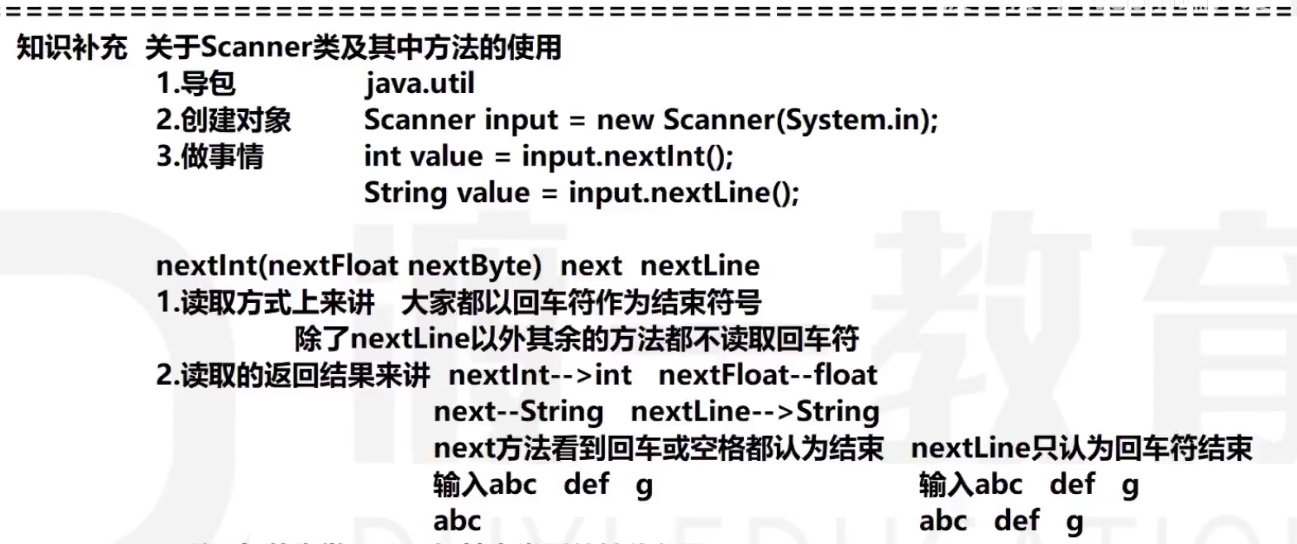 知识补充 关于Scanner类及其中方法的使用
1.导包 java.util
2.创建对象 Scanner input = new Scanner(System.in);
3.做事情 int value = input.nextInt();
String value = input.nextLine();
nextInt(nextFloat nextByte) next nextLine
1.读取方式上来讲 大家都以回车符作为结束符号
除了nextLine以外其余的方法都不读取回车符
2.读取的返回结果来讲 nextInt-->int nextFloat--float
next--String nextLine-->String
next方法看到回车或空格都认为结束 nextLine只认为回车符结束
输入abc def g 输入abc def g
abc abc def g